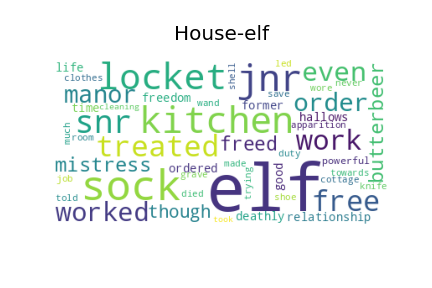 House-elf
life
clothes
locket
shell
jnr
led
even
wore
never
butterbeer
manor
freedom
wand
save
former
order
time
cleaning
snr
kitchen
hallows
apparition
much
room
treated
freed
work
mistress
ordered
made
trying
good
duty
powerful
towards
job
sock
grave
elf
cottage
knife
told
died
shoe
free
worked
though
took
deathly
relationship